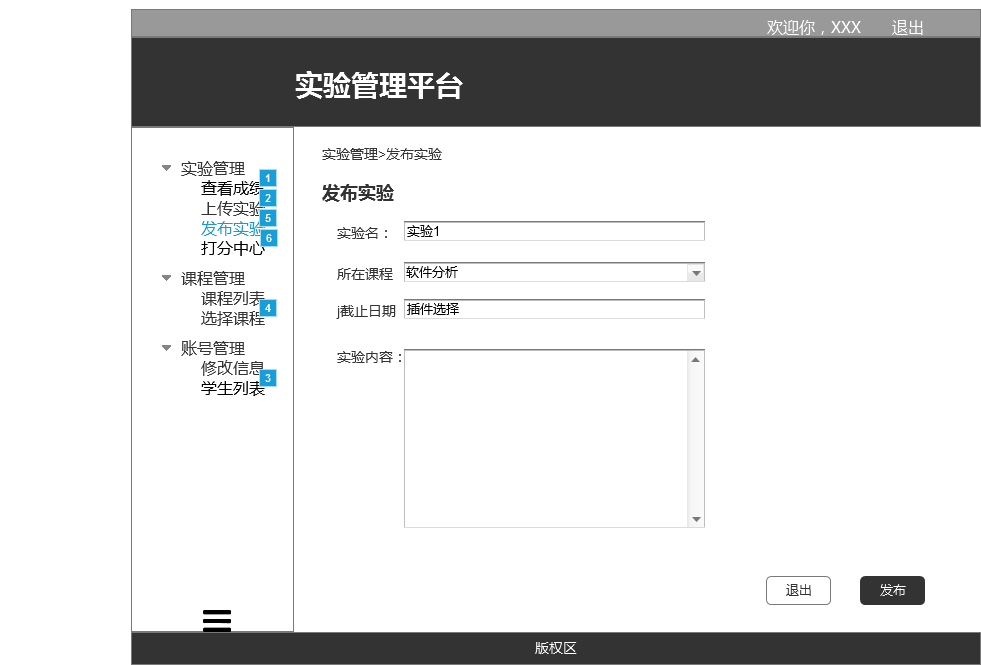 欢迎你，XXX 退出
实验管理平台
实验管理
查看成绩 1
上传实验 2
发布实验 5
打分中心 6
课程管理
课程列表
选择课程 4
账号管理
修改信息
学生列表 3
实验管理>发布实验
发布实验
实验名： 实验1
所在课程 软件分析
j截止日期 插件选择
实验内容：
退出 发布
版权区